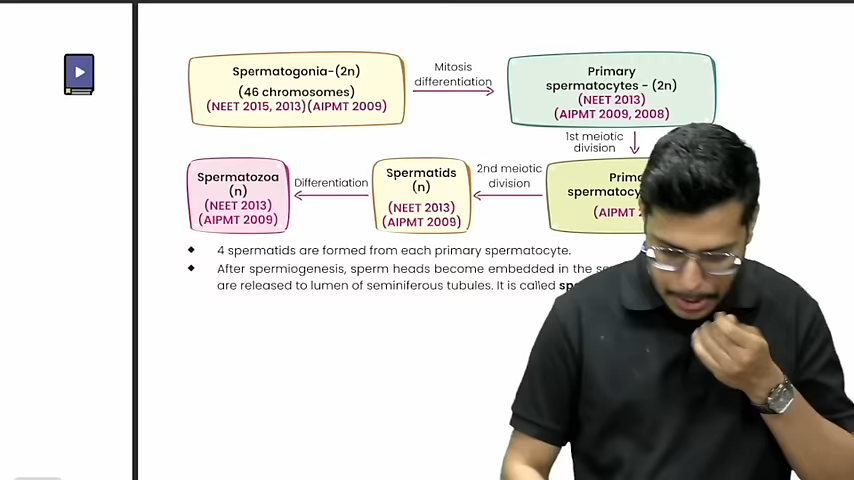 Spermatogonia-(2n)
(46 chromosomes)
(NEET 2015, 2013)(AIPMT 2009)
Mitosis
differentiation
Primary
spermatocytes - (2n)
(NEET 2013)
(AIPMT 2009, 2008)
1st meiotic
division
(AIPMT
2nd meiotic
division
Spermatids
(n)
(NEET 2013)
(AIPMT 2009)
Differentiation
Spermatozoa
(n)
(NEET 2013)
(AIPMT 2009)
4 spermatids are formed from each primary spermatocyte.
After spermiogenesis, sperm heads become embedded in the
are released to lumen of seminiferous tubules. It is called